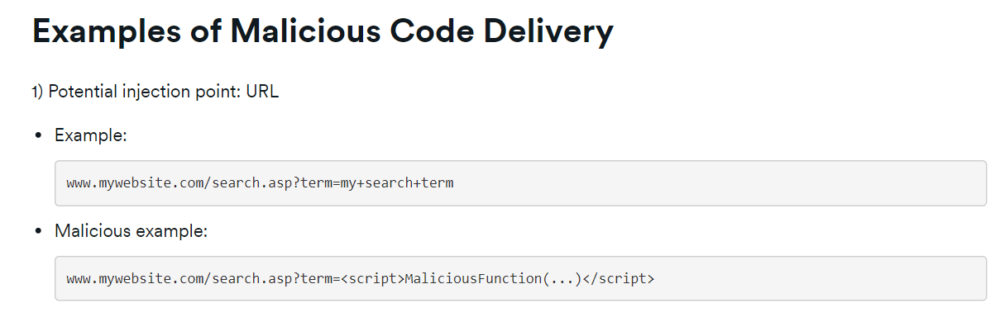 Examples of Malicious Code Delivery
1) Potential injection point: URL
• Example:
www.mywebsite.com/search.asp?term=my+search+term
• Malicious example:
www.mywebsite.com/search.asp?term=<script>MaliciousFunction(...)</script>